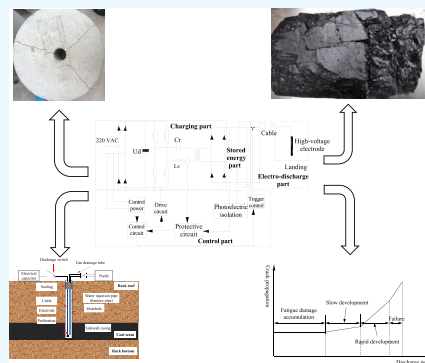 Charging part
Cable
220 VAC
Ud
Cr
Ls
Stored
energy
part
High-voltage
electrode
Landing
Electro-discharge
part
Control
power
Drive
circuit
Photoelectric
isolation
Trigger
control
Control
circuit
Protective
circuit
Control part
Discharge switch
Gas drainage tube
Electrical
capacitor
Pump
Sealing
Rock roof
Cable
Water injection pipe
Electrode
Borehole
Perforation
Sidewall casing
Coal seam
Rock bottom
Crack propagation
Slow development
Fatigue damage
accumulation
Failure
Rapid development